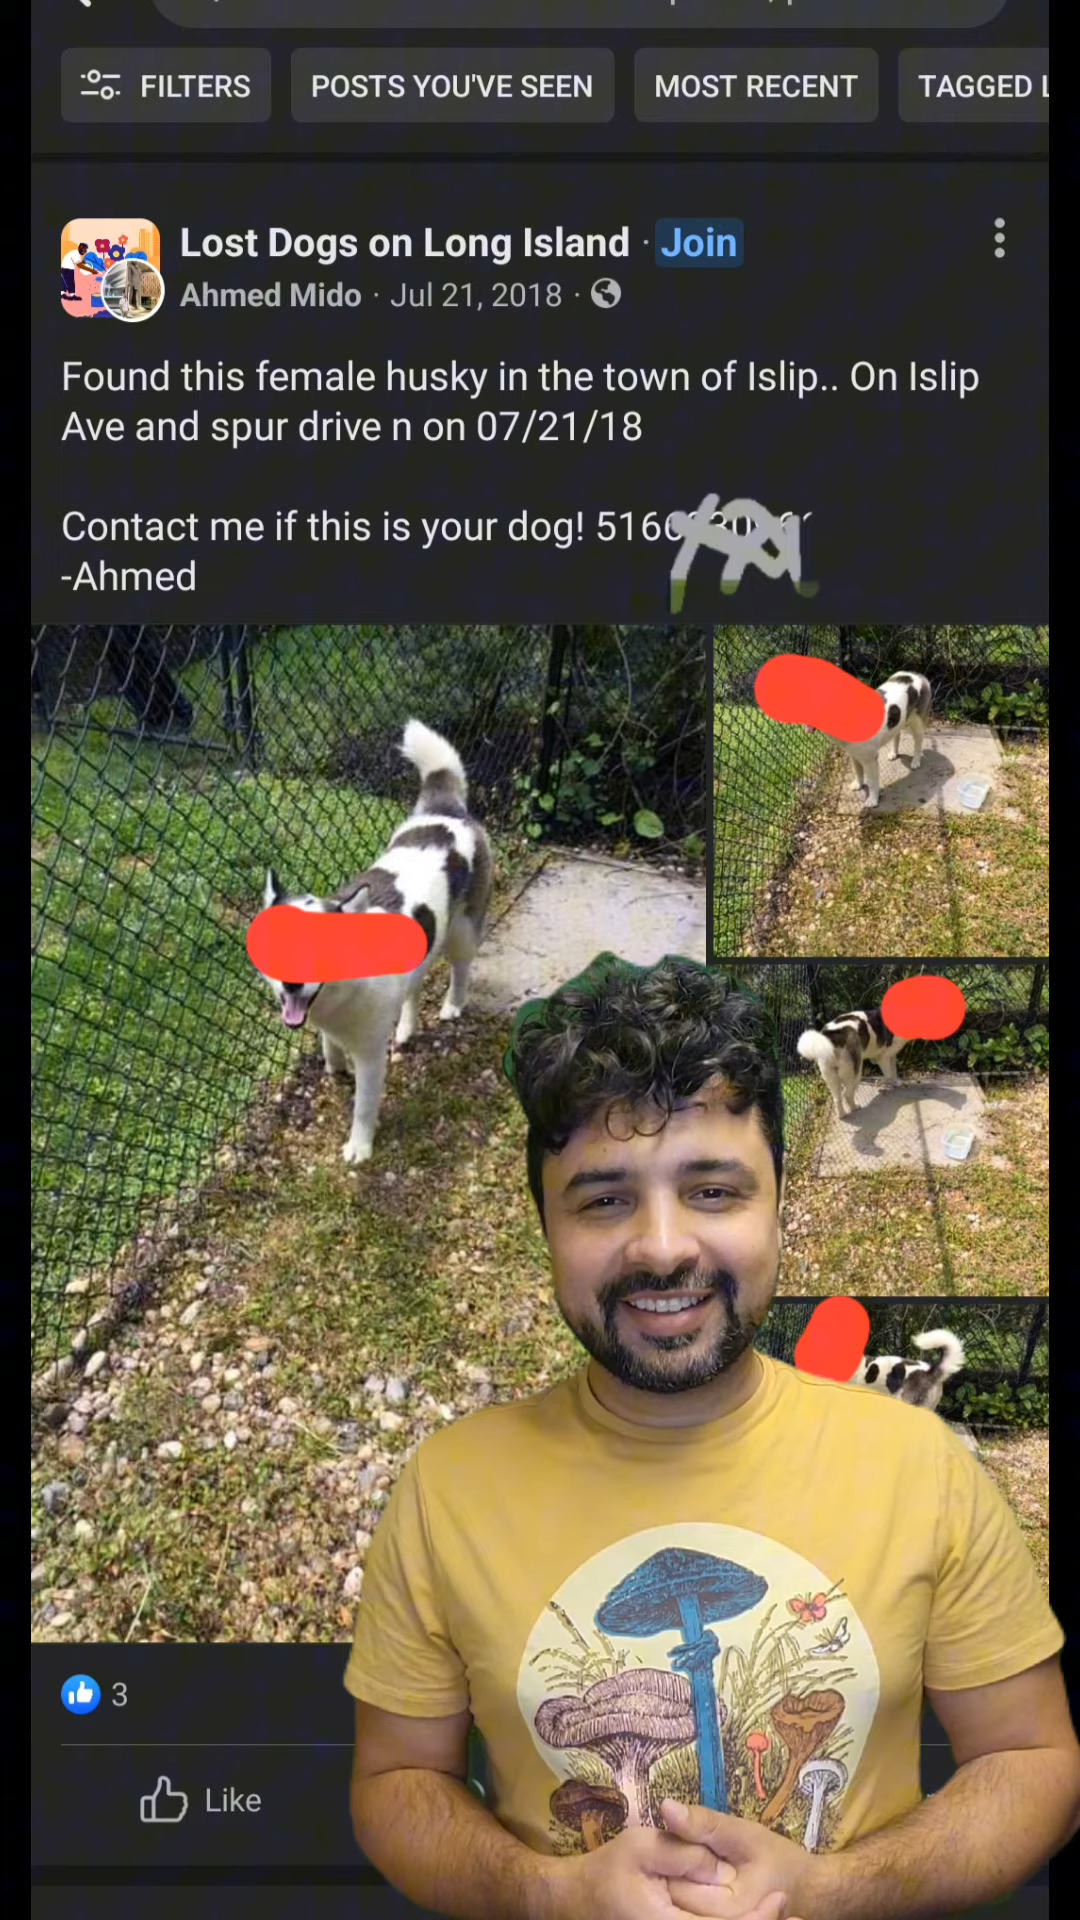 FILTERS
POSTS YOU'VE SEEN
MOST RECENT
TAGGED
Lost Dogs on Long Island · Join
Ahmed Mido · Jul 21, 2018 ·
Found this female husky in the town of Islip.. On Islip
Ave and spur drive n on 07/21/18
Contact me if this is your dog!
-Ahmed
3
Like